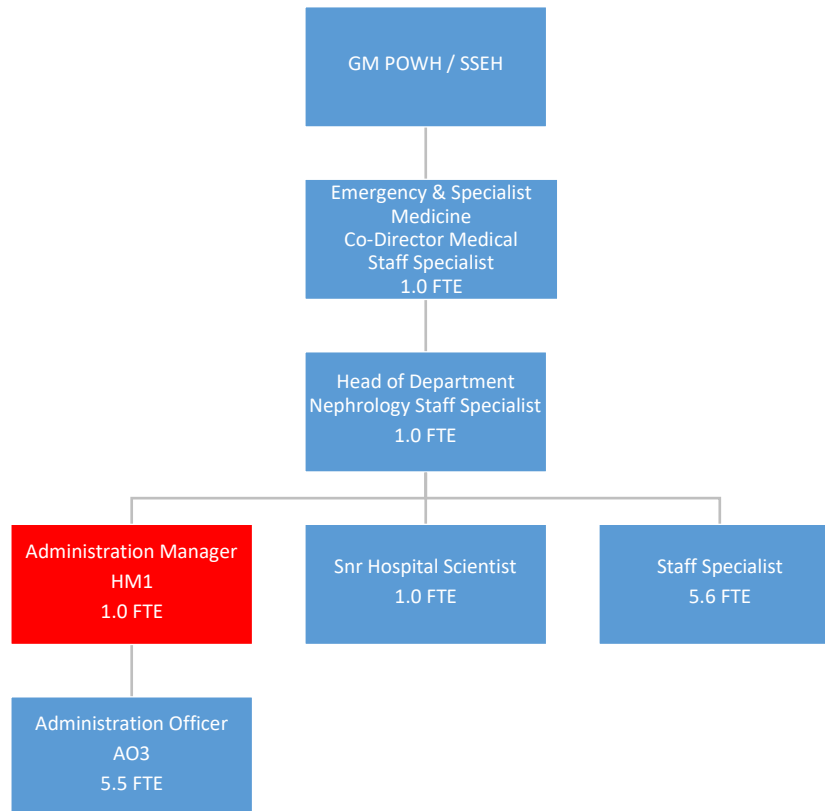 GM POWH / SSEH
Emergency & Specialist
Medicine
Co-Director Medical
Staff Specialist
1.0 FTE
Head of Department
Nephrology Staff Specialist
1.0 FTE
Administration Manager
HM1
1.0 FTE
Snr Hospital Scientist
1.0 FTE
Staff Specialist
5.6 FTE
Administration Officer
AO3
5.5 FTE